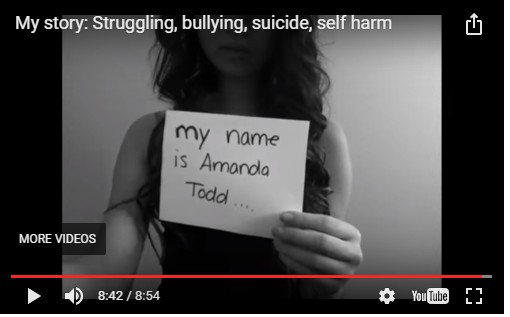 My story: Struggling, bullying, suicide, self harm
my name
is Amanda
Todd....
MORE VIDEOS
8:42 / 8:54
YouTube